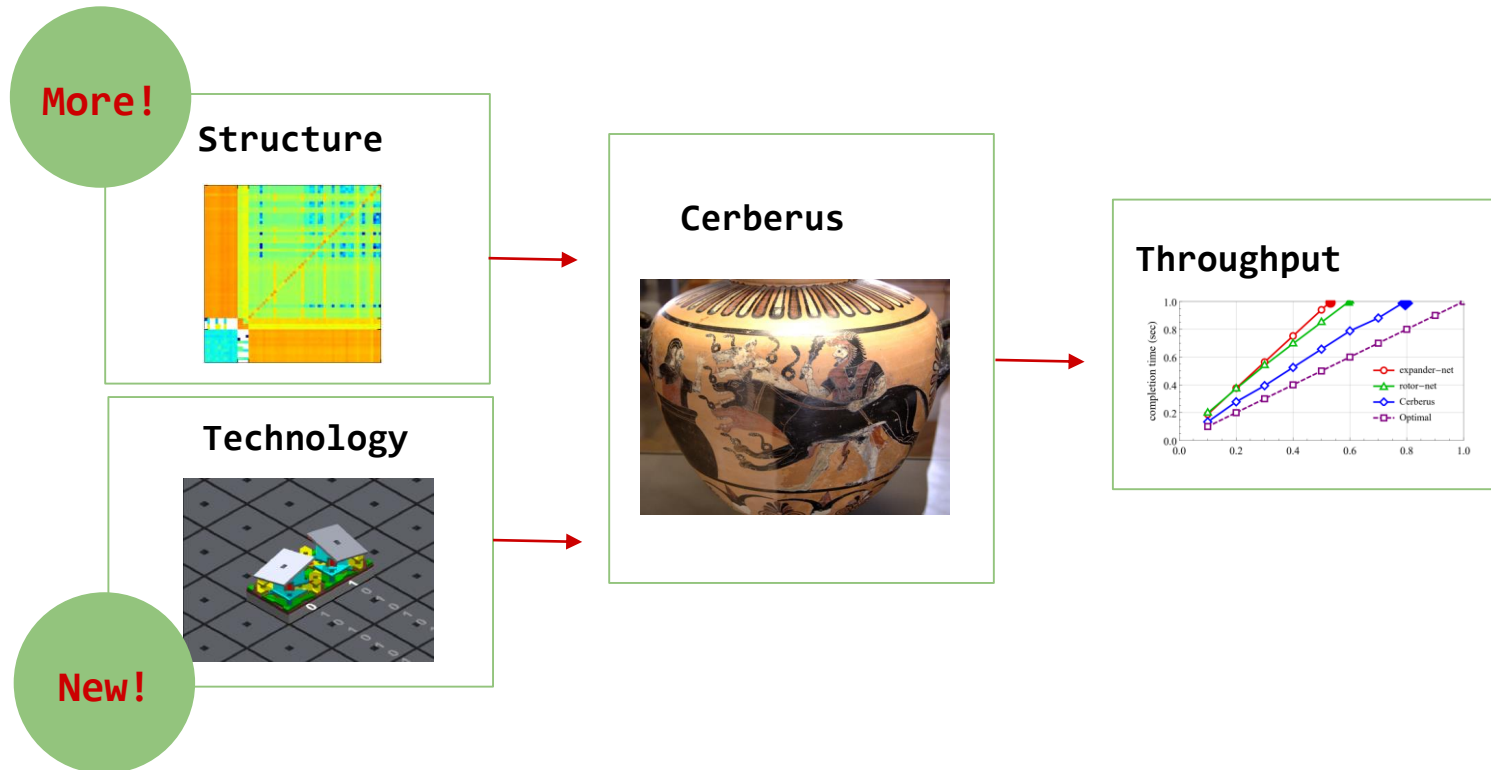 More!
Structure
Cerberus
Throughput
1.0
0.8
0.6
0.4
0.2
0.0
completion time (sec)
expander-net
rotor-net
Cerberus
Optimal
0.0 0.2 0.4 0.6 0.8 1.0
Technology
0 1
New!